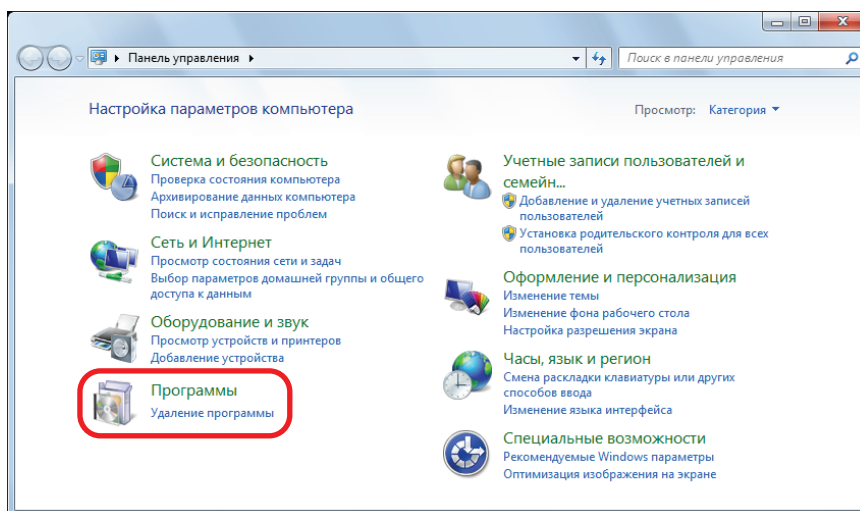 Панель управления
Поиск в панели управления
Настройка параметров компьютера
Просмотр: Категория
Система и безопасность
Проверка состояния компьютера
Архивирование данных компьютера
Поиск и исправление проблем
Сеть и Интернет
Просмотр состояния сети и задач
Выбор параметров домашней группы и общего
доступа к данным
Оборудование и звук
Просмотр устройств и принтеров
Добавление устройства
Программы
Удаление программы
Учетные записи пользователей и
семейн...
Добавление и удаление учетных записей
пользователей
Установка родительского контроля для всех
пользователей
Оформление и персонализация
Изменение темы
Изменение фона рабочего стола
Настройка разрешения экрана
Часы, язык и регион
Смена раскладки клавиатуры или других
способов ввода
Изменение языка интерфейса
Специальные возможности
Рекомендуемые Windows параметры
Оптимизация изображения на экране